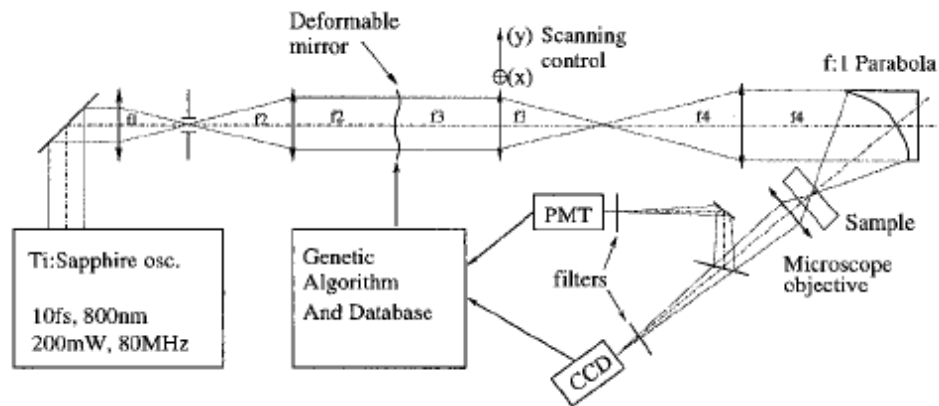 Deformable
mirror
(y) Scanning
(x) control
f:1 Parabola
f1
f2
f2
f3
f3
f4
f4
Ti:Sapphire osc.
10fs, 800nm
200mW, 80MHz
Genetic
Algorithm
And Database
PMT
filters
CCD
Sample
Microscope
objective